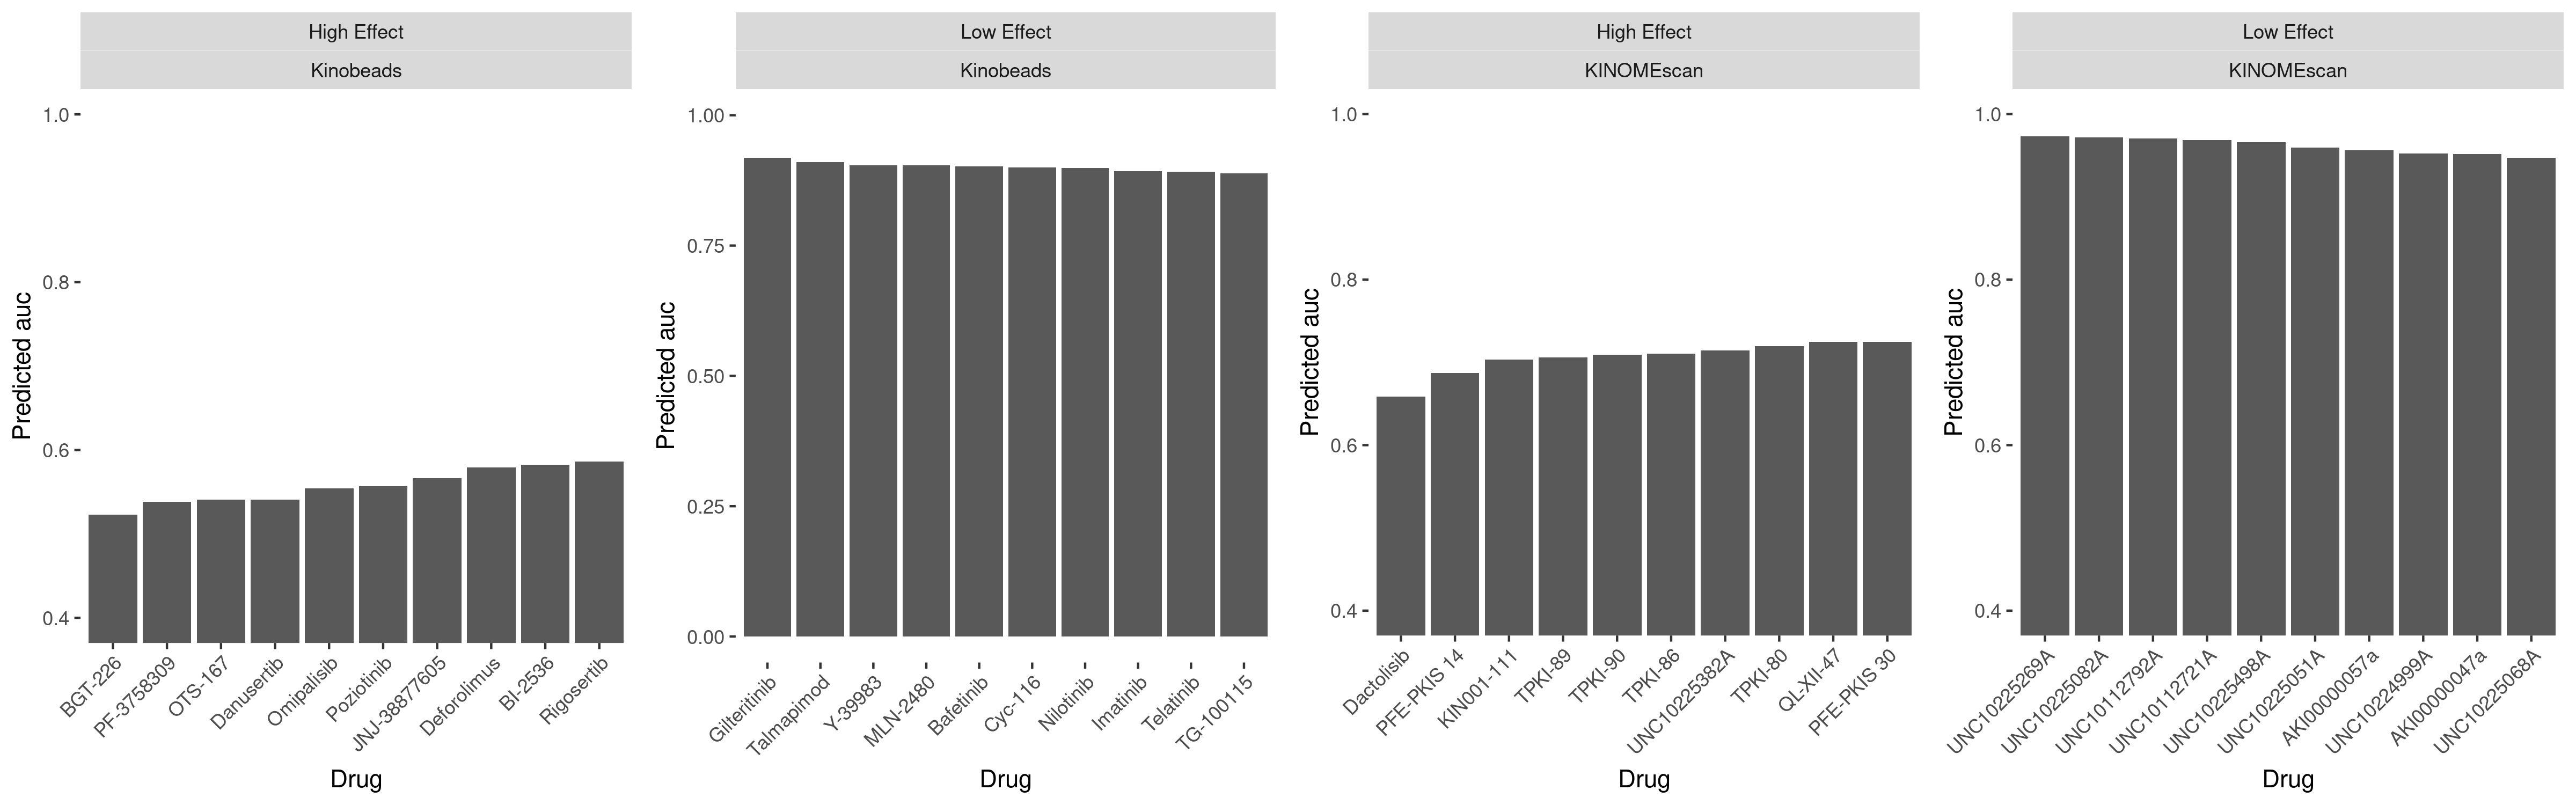 High Effect
Kinobeads
1.0
0.8
0.6
0.4
Predicted auc
BGT-226
PF-3758309
OTS-167
Danusertib
Omipalisib
Poziotinib
JNJ-38877605
Deforolimus
BI-2536
Rigosertib
Drug
Low Effect
Kinobeads
1.00
0.75
0.50
0.25
0.00
Predicted auc
Gilteritinib
Talmapimod
Y-39983
MLN-2480
Bafetinib
Cyc-116
Nilotinib
Imatinib
Telatinib
TG-100115
Drug
High Effect
KINOMEscan
1.0
0.8
0.6
0.4
Predicted auc
Dactolisib
PFE-PKIS 14
KIN001-111
TPKI-89
TPKI-90
TPKI-86
UNC10225382A
TPKI-80
QL-XII-47
PFE-PKIS 30
Drug
Low Effect
KINOMEscan
1.0
0.8
0.6
0.4
Predicted auc
UNC10225269A
UNC10225082A
UNC10112792A
UNC10112721A
UNC10225498A
UNC10225051A
AKI00000057a
UNC10224999A
AKI00000047a
UNC10225068A
Drug